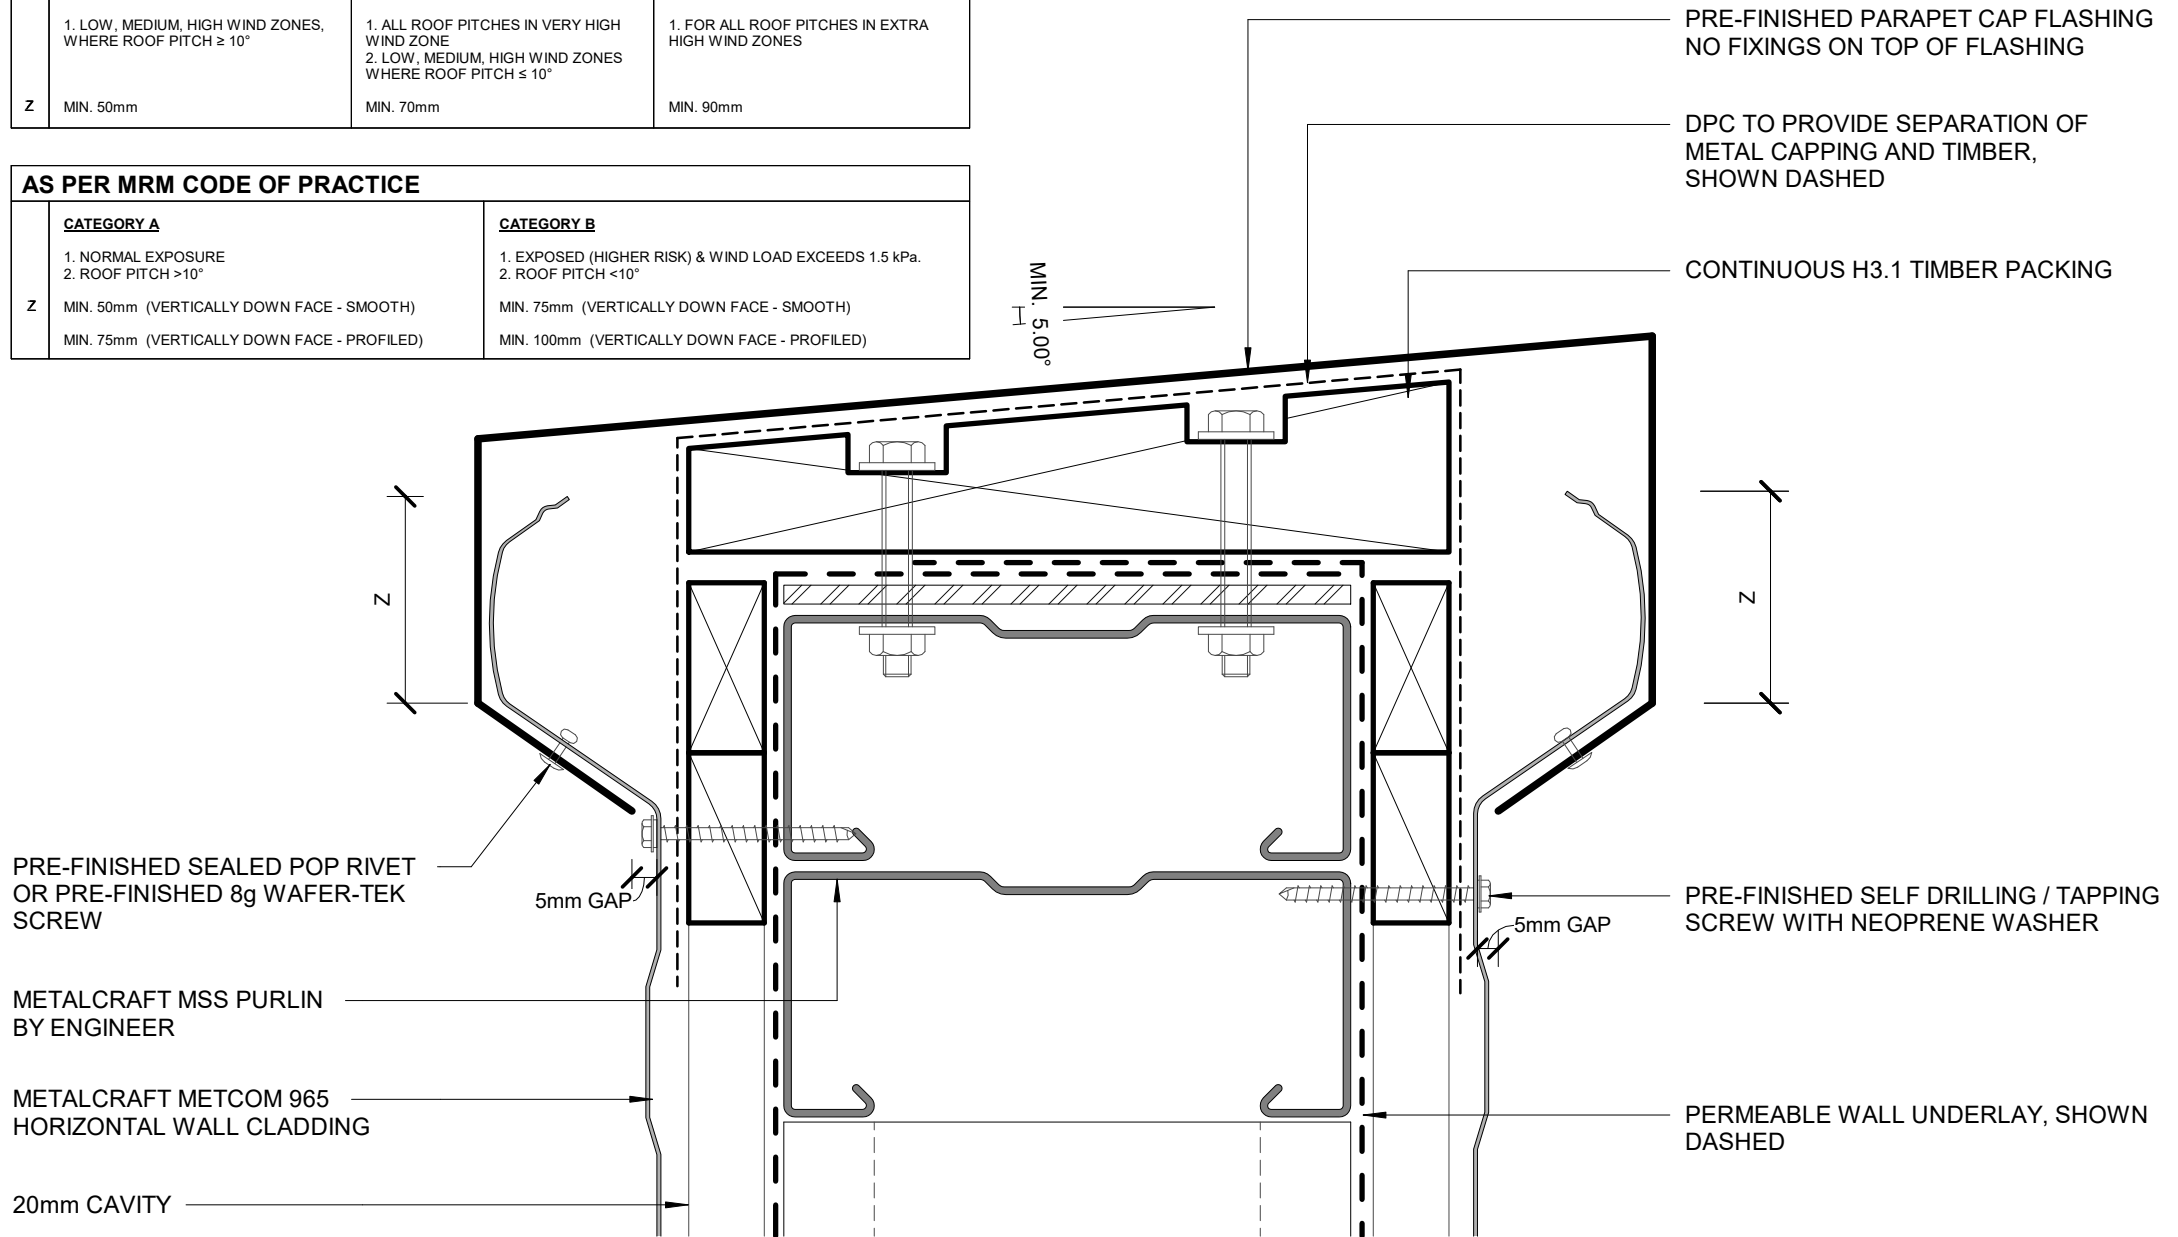 1. LOW, MEDIUM, HIGH WIND ZONES,
WHERE ROOF PITCH ≥ 10°
MIN. 50mm
1. ALL ROOF PITCHES IN VERY HIGH
WIND ZONE
2. LOW, MEDIUM, HIGH WIND ZONES
WHERE ROOF PITCH ≤ 10°
MIN. 70mm
1. FOR ALL ROOF PITCHES IN EXTRA
HIGH WIND ZONES
MIN. 90mm
Z
AS PER MRM CODE OF PRACTICE
CATEGORY A
1. NORMAL EXPOSURE
2. ROOF PITCH >10°
MIN. 50mm (VERTICALLY DOWN FACE - SMOOTH)
MIN. 75mm (VERTICALLY DOWN FACE - PROFILED)
CATEGORY B
1. EXPOSED (HIGHER RISK) & WIND LOAD EXCEEDS 1.5 kPa.
2. ROOF PITCH <10°
MIN. 75mm (VERTICALLY DOWN FACE - SMOOTH)
MIN. 100mm (VERTICALLY DOWN FACE - PROFILED)
Z
MIN. 5.00°
PRE-FINISHED PARAPET CAP FLASHING
NO FIXINGS ON TOP OF FLASHING
DPC TO PROVIDE SEPARATION OF
METAL CAPPING AND TIMBER,
SHOWN DASHED
CONTINUOUS H3.1 TIMBER PACKING
Z
Z
PRE-FINISHED SEALED POP RIVET
OR PRE-FINISHED 8g WAFER-TEK
SCREW
5mm GAP
5mm GAP
PRE-FINISHED SELF DRILLING / TAPPING
SCREW WITH NEOPRENE WASHER
METALCRAFT MSS PURLIN
BY ENGINEER
METALCRAFT METCOM 965
HORIZONTAL WALL CLADDING
PERMEABLE WALL UNDERLAY, SHOWN
DASHED
20mm CAVITY